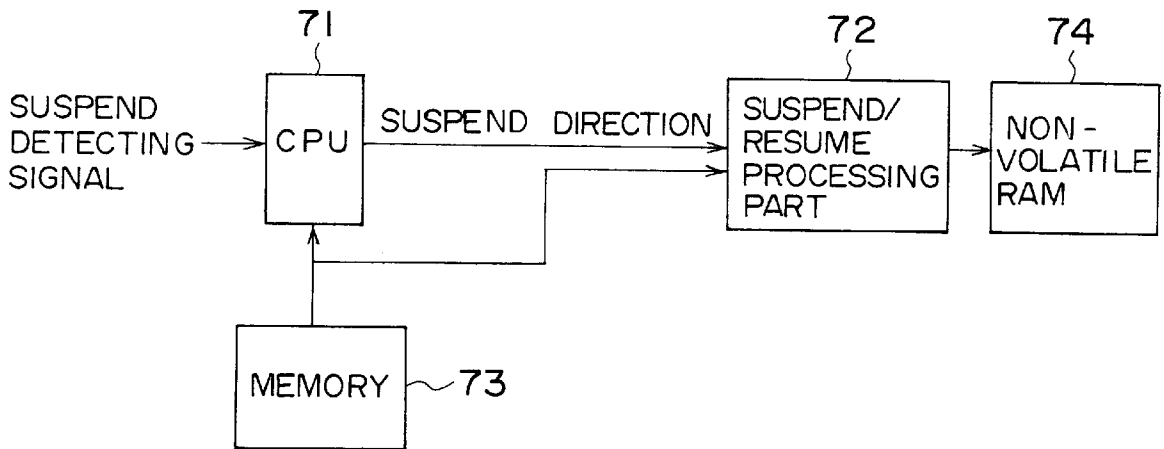 71
72
74
SUSPEND
DETECTING
SIGNAL
CPU
SUSPEND DIRECTION
SUSPEND/
RESUME
PROCESSING
PART
NON-
VOLATILE
RAM
MEMORY
73